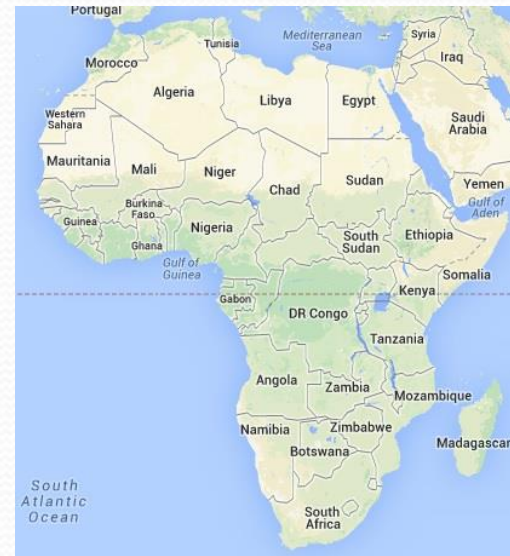 Portugal
Mediterranean
Sea
Tunisia
Syria
Iraq
Morocco
Algeria
Libya
Egypt
Western
Sahara
Saudi
Arabia
Mauritania
Mali
Niger
Chad
Sudan
Yemen
Gulf of
Aden
Burkina
Faso
Guinea
Nigeria
Ghana
South
Sudan
Ethiopia
Gulf of
Guinea
Somalia
Gabon
Kenya
DR Congo
Tanzania
Angola
Zambia
Mozambique
Namibia
Zimbabwe
Botswana
Madagascar
South
Atlantic
Ocean
South
Africa